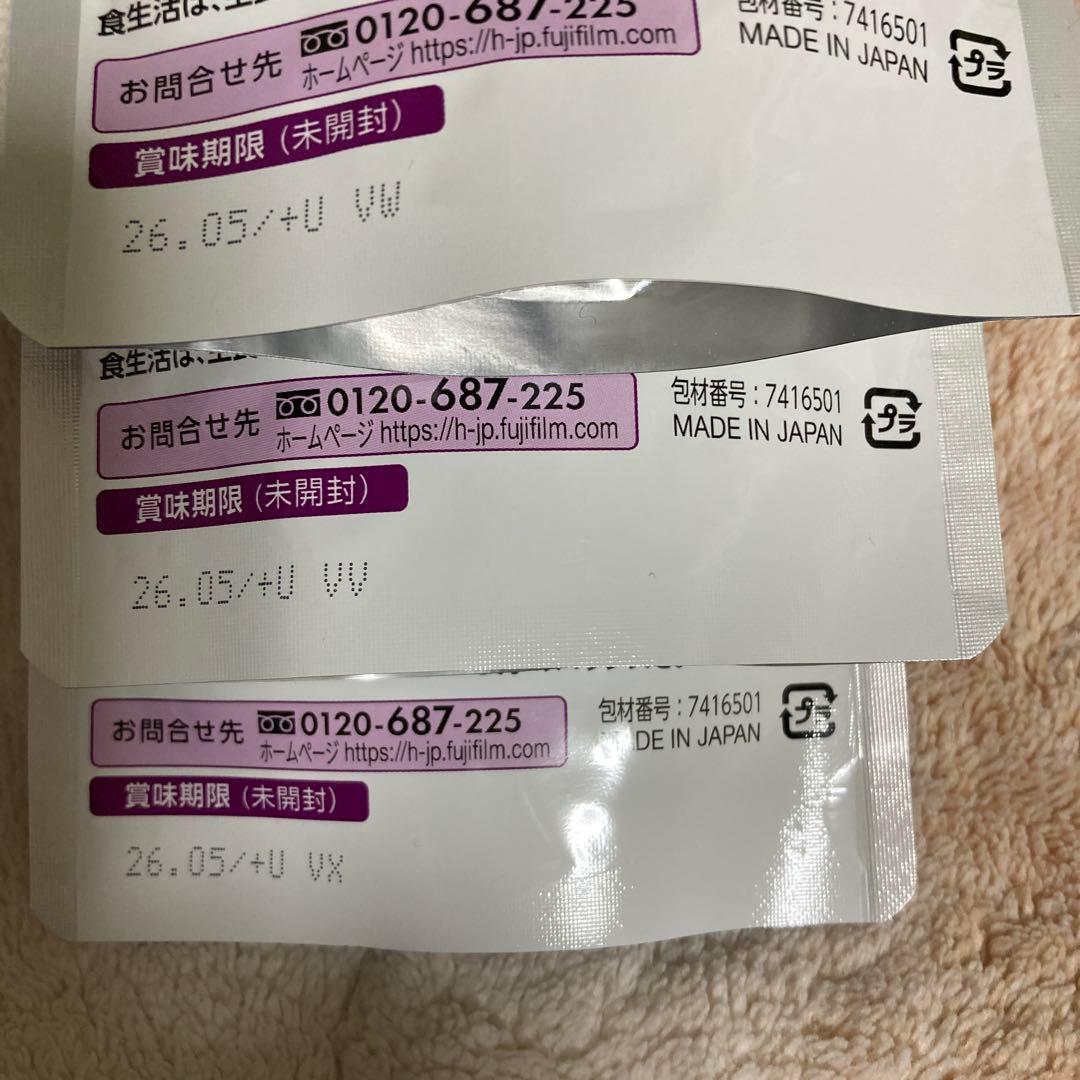 食生活は、主
0120-687-225
お問合せ先
ホームページ https://h-jp.fujifilm.com
包材番号：7416501
MADE IN JAPAN
プラ
賞味期限（未開封）
26.05/+U VW
食生活は、主
0120-687-225
お問合せ先
ホームページ https://h-jp.fujifilm.com
包材番号：7416501
MADE IN JAPAN
プラ
賞味期限（未開封）
26.05/+U VV
0120-687-225
お問合せ先
ホームページ https://h-jp.fujifilm.com
包材番号：7416501
MADE IN JAPAN
プラ
賞味期限（未開封）
26.05/+U VX